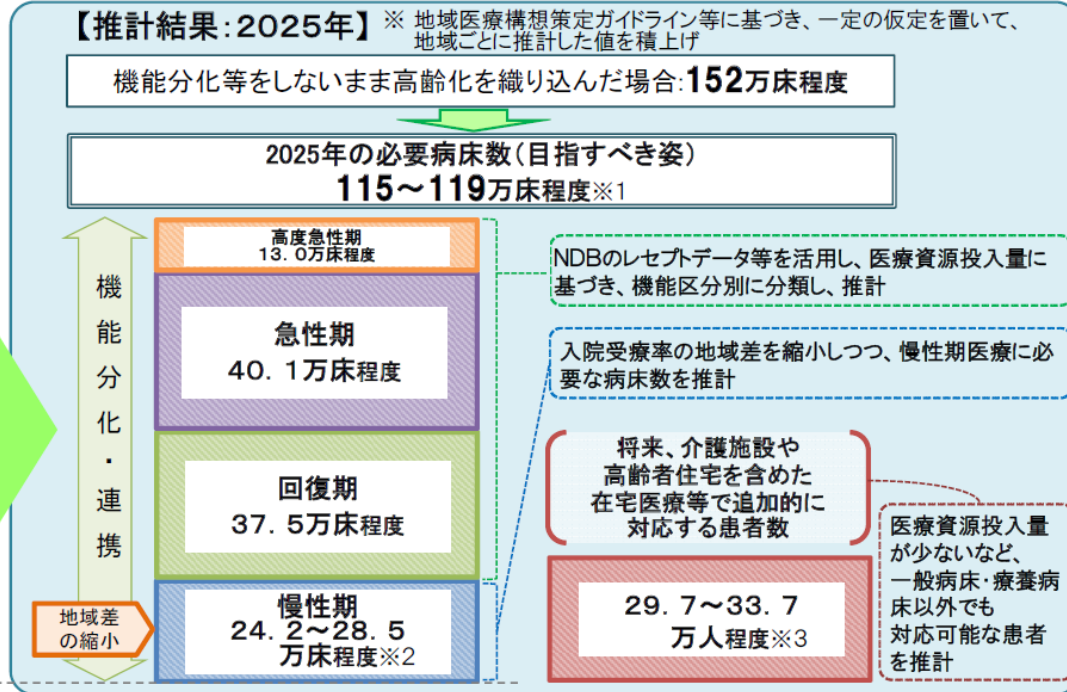 【推計結果：2025年】 ※ 地域医療構想策定ガイドライン等に基づき、一定の仮定を置いて、
地域ごとに推計した値を積上げ
機能分化等をしないまま高齢化を織り込んだ場合：152万床程度
2025年の必要病床数（目指すべき姿）
115～119万床程度※1
機能分化・連携
高度急性期
13．0万床程度
急性期
40．1万床程度
回復期
37．5万床程度
慢性期
24．2～28．5
万床程度※2
地域差
の縮小
NDBのレセプトデータ等を活用し、医療資源投入量に
基づき、機能区分別に分類し、推計
入院受療率の地域差を縮小しつつ、慢性期医療に必
要な病床数を推計
将来、介護施設や
高齢者住宅を含めた
在宅医療等で追加的に
対応する患者数
29．7～33．7
万人程度※3
医療資源投入量
が少ないなど、
一般病床・療養病
床以外でも
対応可能な患者
を推計